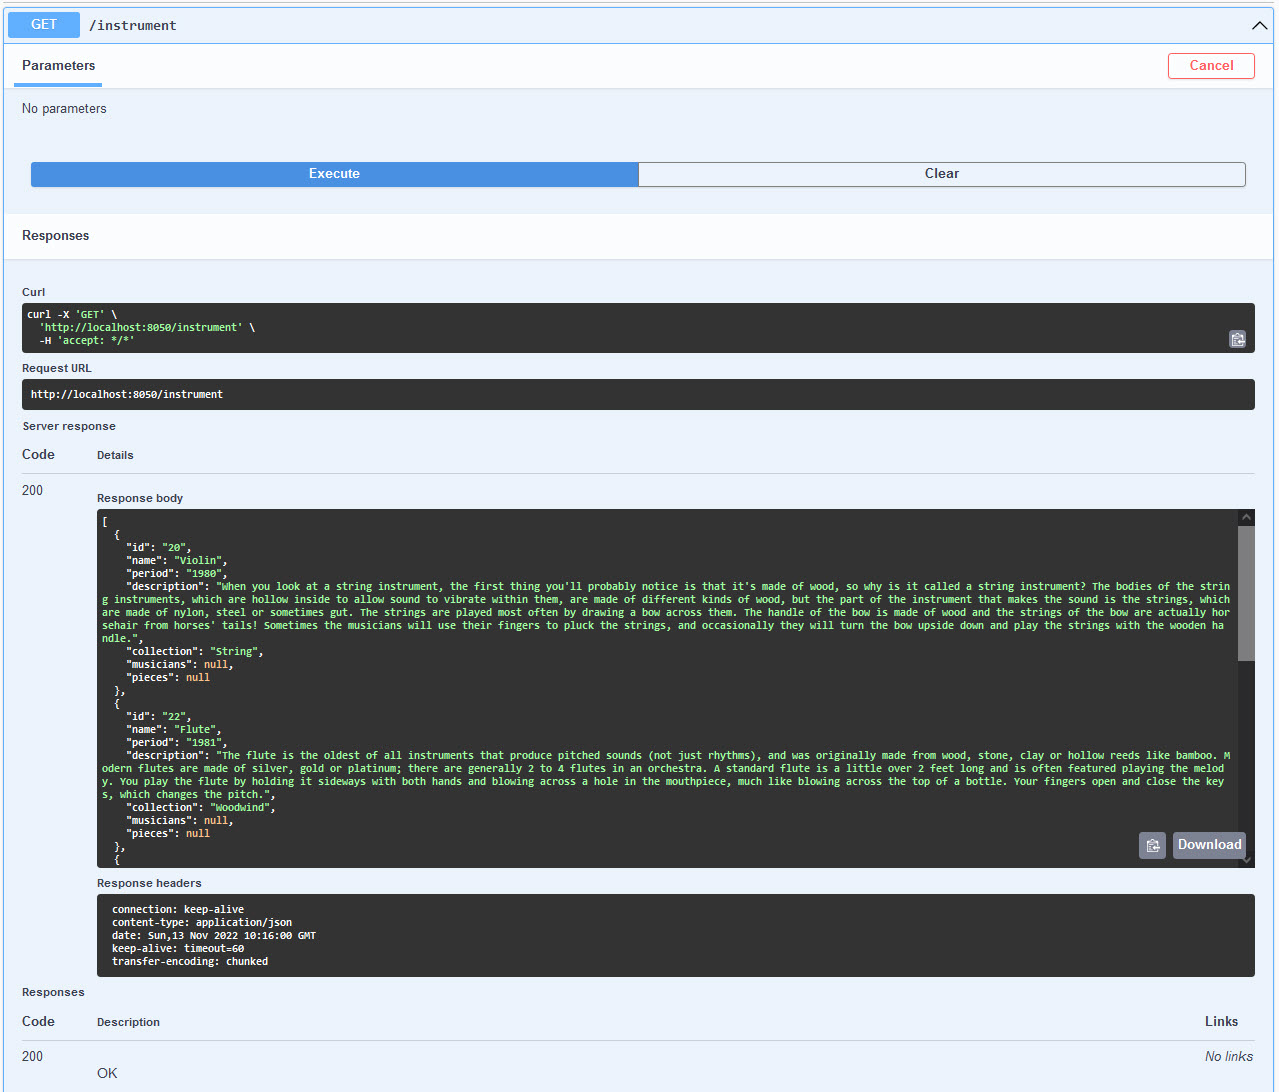 GET /instrument
Parameters
Cancel
No parameters
Execute
Clear
Responses
Curl
curl -X 'GET' \
  'http://localhost:8050/instrument' \
  -H 'accept: */*'
Request URL
http://localhost:8050/instrument
Server response
Code Details
200
Response body
[
  {
    "id": "20",
    "name": "Violin",
    "period": "1980",
    "description": "When you look at a string instrument, the first thing you'll probably notice is that it's made of wood, so why is it called a string instrument? The bodies of the strin
g instruments, which are hollow inside to allow sound to vibrate within them, are made of different kinds of wood, but the part of the instrument that makes the sound is the strings, which
are made of nylon, steel or sometimes gut. The strings are played most often by drawing a bow across them. The handle of the bow is made of wood and the strings of the bow are actually hor
sehair from horses' tails! Sometimes the musicians will use their fingers to pluck the strings, and occasionally they will turn the bow upside down and play the strings with the wooden ha
ndle.",
    "collection": "String",
    "musicians": null,
    "pieces": null
  },
  {
    "id": "22",
    "name": "Flute",
    "period": "1981",
    "description": "The flute is the oldest of all instruments that produce pitched sounds (not just rhythms), and was originally made from wood, stone, clay or hollow reeds like bamboo. M
odern flutes are made of silver, gold or platinum; there are generally 2 to 4 flutes in an orchestra. A standard flute is a little over 2 feet long and is often featured playing the melod
y. You play the flute by holding it sideways with both hands and blowing across a hole in the mouthpiece, much like blowing across the top of a bottle. Your fingers open and close the key
s, which changes the pitch.",
    "collection": "Woodwind",
    "musicians": null,
    "pieces": null
  },
  {
Download
Response headers
connection: keep-alive
content-type: application/json
date: Sun,13 Nov 2022 10:16:00 GMT
keep-alive: timeout=60
transfer-encoding: chunked
Responses
Code Description Links
200 No links
OK